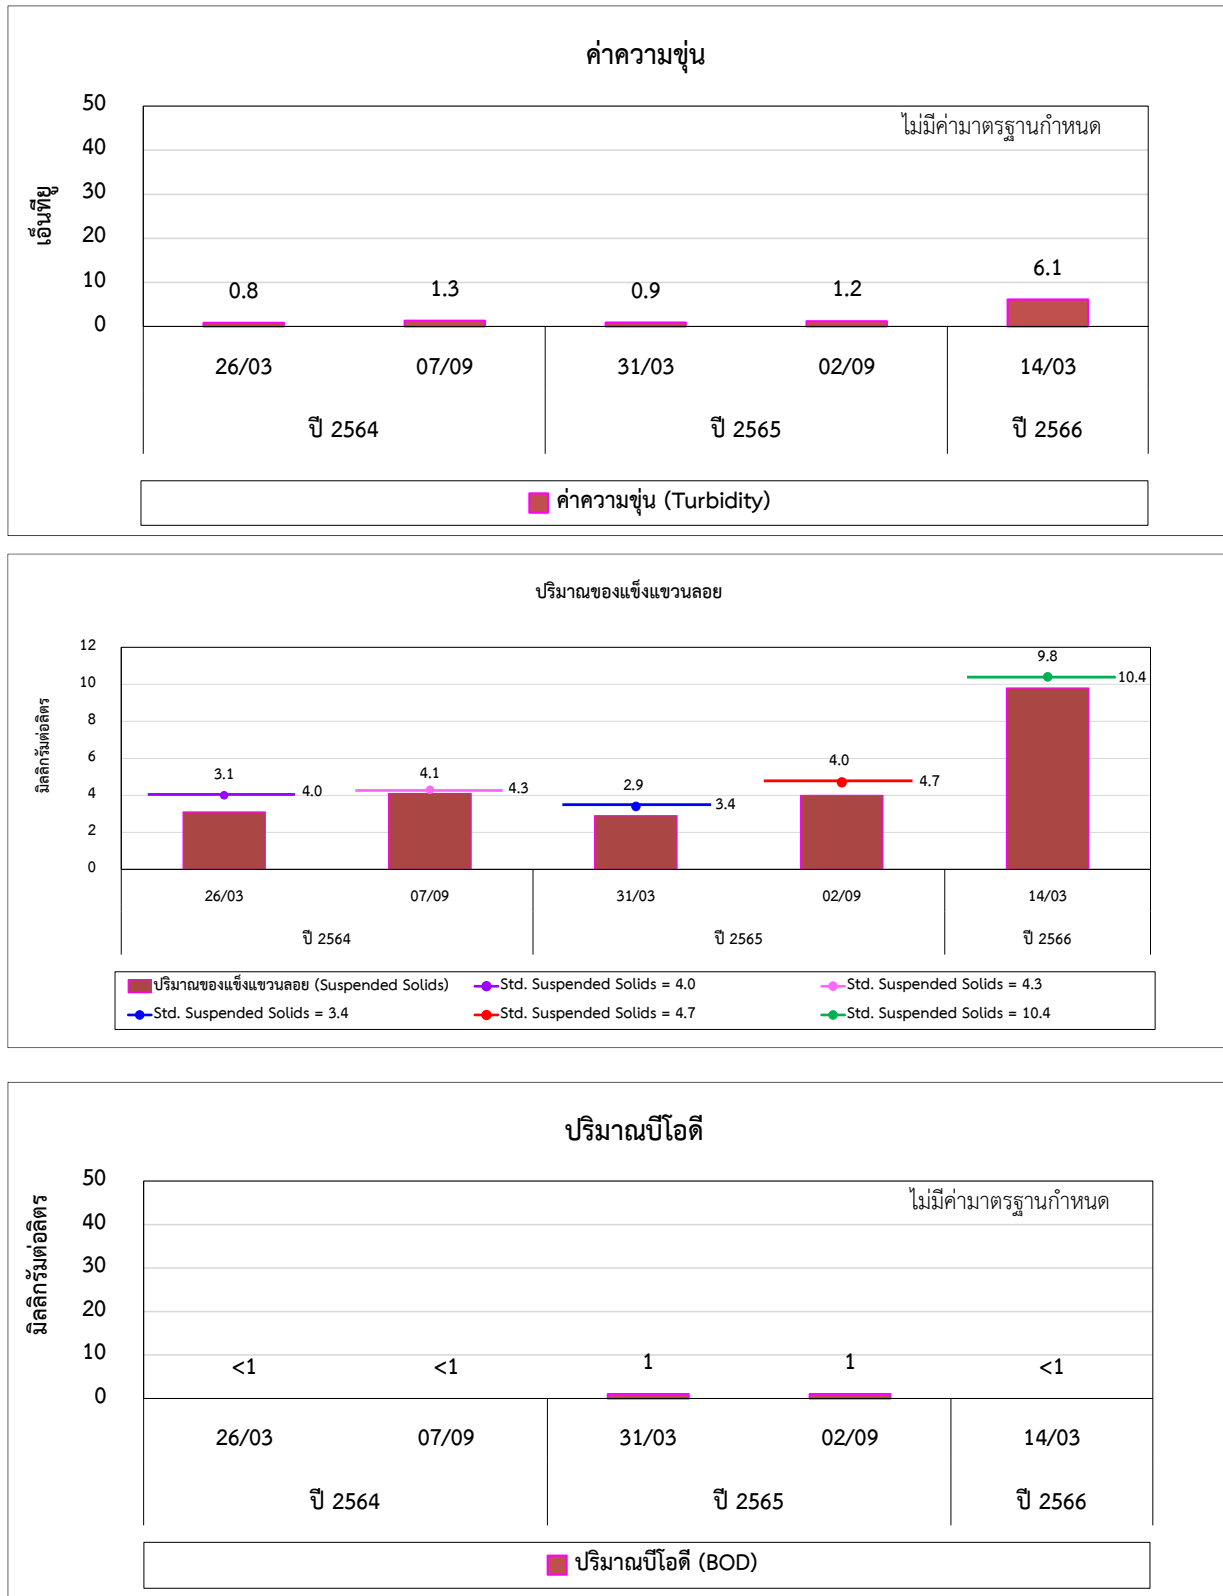 ค่าความขุ่น
ไม่มีค่ามาตรฐานกำหนด
เอ็นทียู
50
40
30
20
10
0
0.8 1.3 0.9 1.2 6.1
26/03 07/09 31/03 02/09 14/03
ปี 2564 ปี 2565 ปี 2566
ค่าความขุ่น (Turbidity)
ปริมาณของแข็งแขวนลอย
มิลลิกรัมต่อลิตร
12
10
8
6
4
2
0
3.1 4.1 2.9 4.0 9.8
4.0 4.3 3.4 4.7 10.4
26/03 07/09 31/03 02/09 14/03
ปี 2564 ปี 2565 ปี 2566
ปริมาณของแข็งแขวนลอย (Suspended Solids) Std. Suspended Solids = 4.0 Std. Suspended Solids = 4.3
Std. Suspended Solids = 3.4 Std. Suspended Solids = 4.7 Std. Suspended Solids = 10.4
ปริมาณบีโอดี
ไม่มีค่ามาตรฐานกำหนด
มิลลิกรัมต่อลิตร
50
40
30
20
10
0
<1 <1 1 1 <1
26/03 07/09 31/03 02/09 14/03
ปี 2564 ปี 2565 ปี 2566
ปริมาณบีโอดี (BOD)